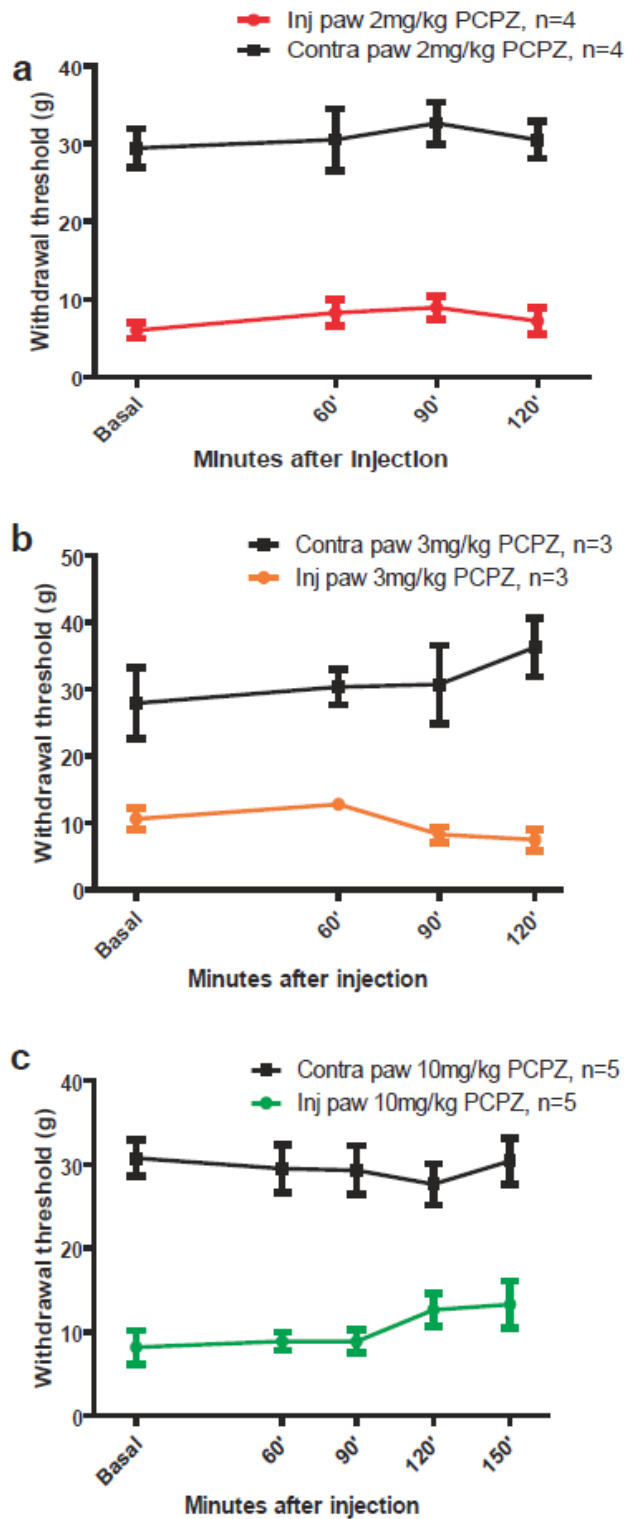 Inj paw 2mg/kg PCPZ, n=4
Contra paw 2mg/kg PCPZ, n=4
a
40
30
20
10
0
Withdrawal threshold (g)
Basal
60'
90'
120'
Minutes after injection
b
Contra paw 3mg/kg PCPZ, n=3
Inj paw 3mg/kg PCPZ, n=3
50
40
30
20
10
0
Withdrawal threshold (g)
Basal
60'
90'
120'
Minutes after injection
c
Contra paw 10mg/kg PCPZ, n=5
Inj paw 10mg/kg PCPZ, n=5
40
30
20
10
0
Withdrawal threshold (g)
Basal
60'
90'
120'
150'
Minutes after injection